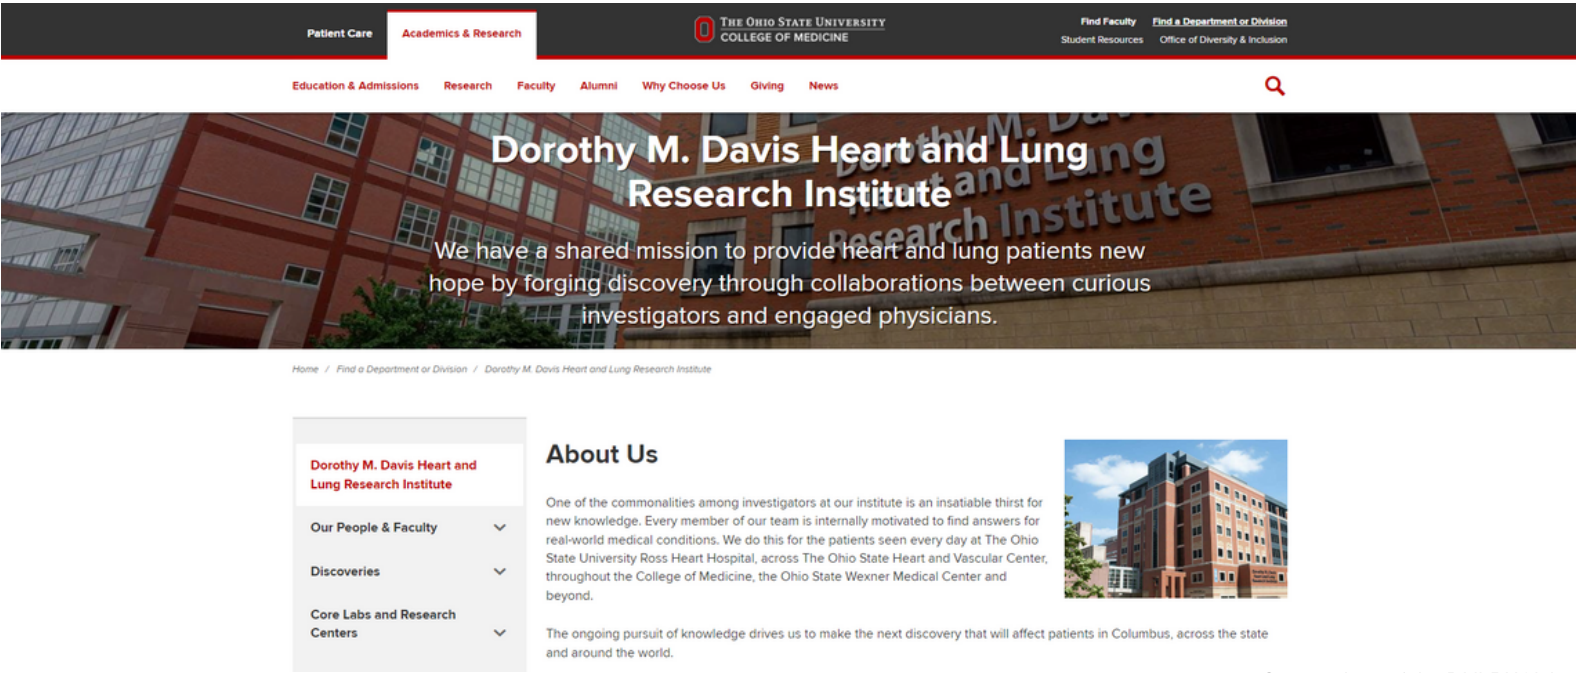 Patient Care
Academics & Research
THE OHIO STATE UNIVERSITY
COLLEGE OF MEDICINE
Find Faculty
Find a Department or Division
Student Resources
Office of Diversity & Inclusion
Education & Admissions
Research
Faculty
Alumni
Why Choose Us
Giving
News
Dorothy M. Davis Heart and Lung
Research Institute
We have a shared mission to provide heart and lung patients new
hope by forging discovery through collaborations between curious
investigators and engaged physicians.
Dorothy M. Davis
Heart and Lung
Research Institute
Home / Find a Department or Division / Dorothy M. Davis Heart and Lung Research Institute
Dorothy M. Davis Heart and
Lung Research Institute
Our People & Faculty
Discoveries
Core Labs and Research
Centers
About Us
One of the commonalities among investigators at our institute is an insatiable thirst for
new knowledge. Every member of our team is internally motivated to find answers for
real-world medical conditions. We do this for the patients seen every day at The Ohio
State University Ross Heart Hospital, across The Ohio State Heart and Vascular Center,
throughout the College of Medicine, the Ohio State Wexner Medical Center and
beyond.
The ongoing pursuit of knowledge drives us to make the next discovery that will affect patients in Columbus, across the state
and around the world.